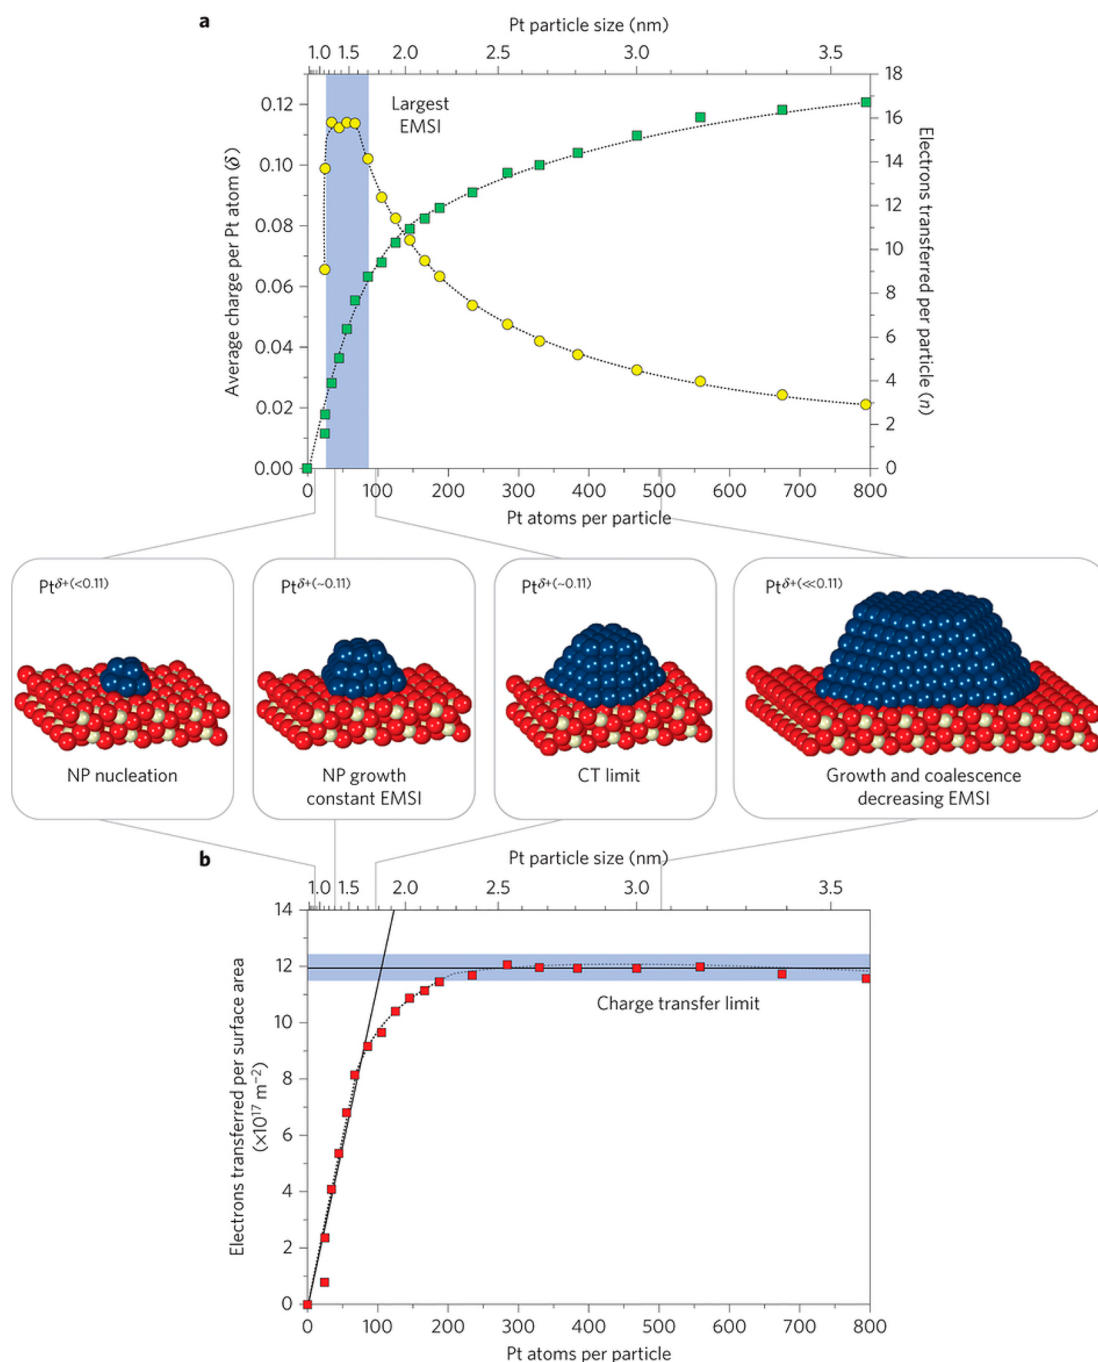 a
Pt particle size (nm)
1.0 1.5 2.0 2.5 3.0 3.5
Largest
EMSI
0.12
0.10
0.08
0.06
0.04
0.02
0.00
Average charge per Pt atom (δ)
18
16
14
12
10
8
6
4
2
0
Electrons transferred per
particle (n)
0 100 200 300 400 500 600 700 800
Pt atoms per particle
Ptδ+(<0.11)
NP nucleation
Ptδ+(~0.11)
NP growth
constant EMSI
Ptδ+(~0.11)
CT limit
Ptδ+(≪0.11)
Growth and coalescence
decreasing EMSI
b
Pt particle size (nm)
1.0 1.5 2.0 2.5 3.0 3.5
14
12
10
8
6
4
2
0
Electrons transferred per surface area
(×10¹⁷ m⁻²)
Charge transfer limit
0 100 200 300 400 500 600 700 800
Pt atoms per particle